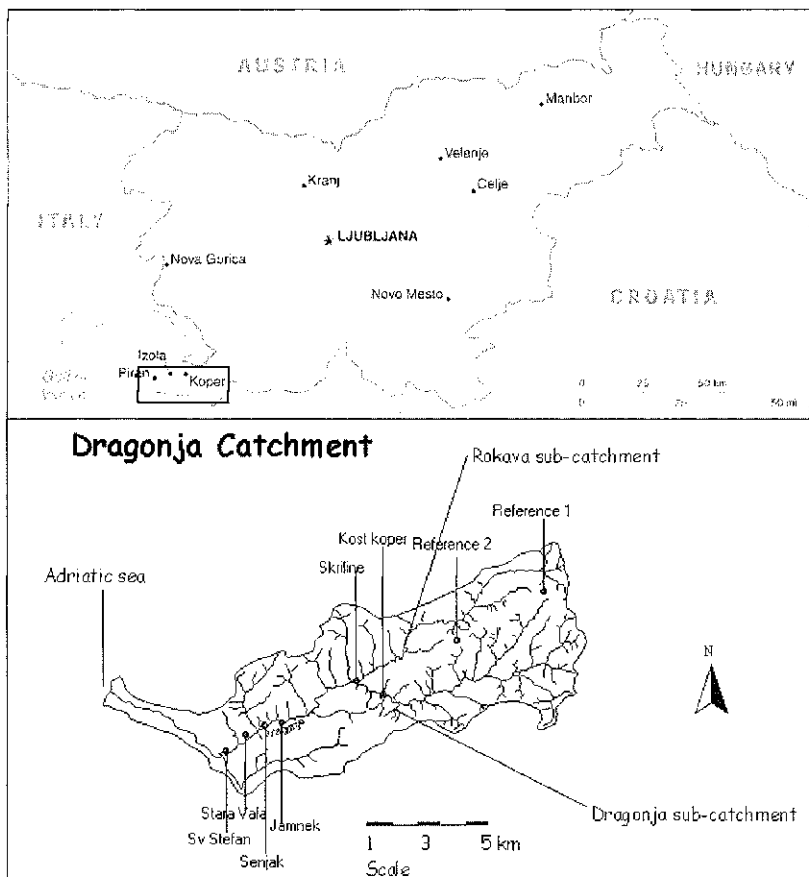 AUSTRIA
HUNGARY
Maribor
Velenje
Kranj
Celje
ITALY
LJUBLJANA
Nova Gorica
Novo Mesto
CROATIA
Izola
Piran
Koper
0 25 50 km
0 25 50 mi
Dragonja Catchment
Rokava sub-catchment
Reference 1
Kost koper
Reference 2
Skrline
Adriatic sea
N
Dragonja
Stara Vala
Jamnek
Sv Stefan
Senjak
Dragonja sub-catchment
1 3 5 km
Scale